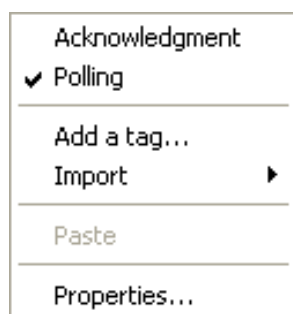 Acknowledgment
Polling
Add a tag...
Import
Paste
Properties...